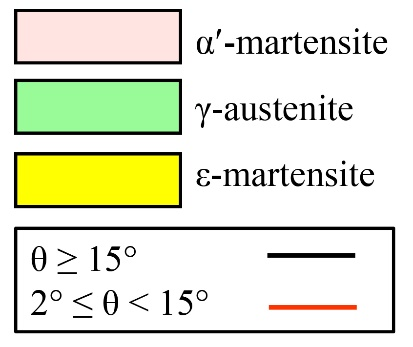 α′-martensite
γ-austenite
ε-martensite
θ ≥ 15°
2° ≤ θ < 15°